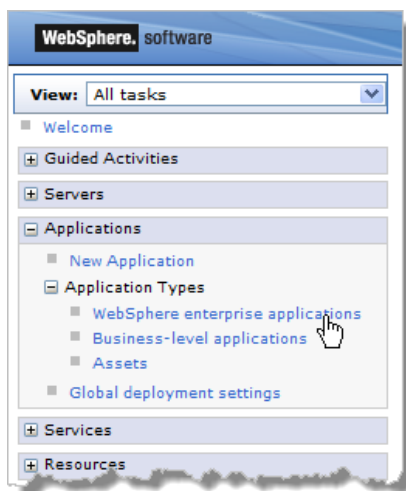 WebSphere. software
View: All tasks
Welcome
Guided Activities
Servers
Applications
New Application
Application Types
WebSphere enterprise applications
Business-level applications
Assets
Global deployment settings
Services
Resources